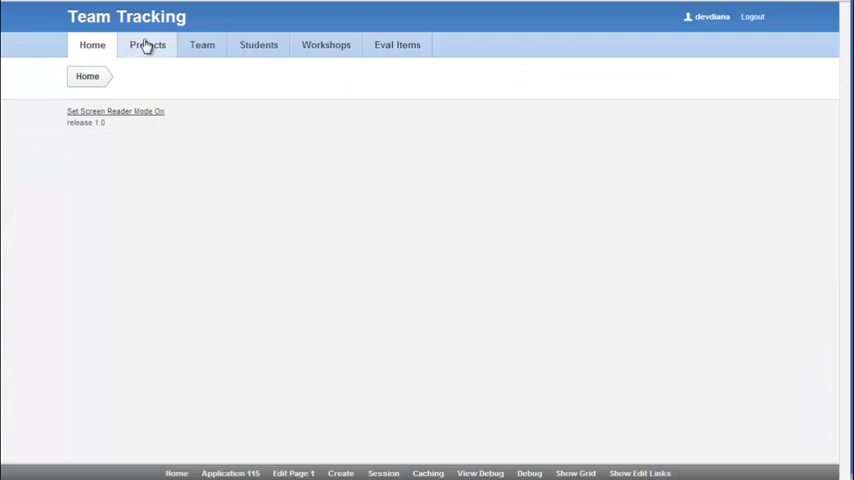 Team Tracking
devdiana Logout
Home Projects Team Students Workshops Eval Items
Home
Set Screen Reader Mode On
release 1.0
Home Application 115 Edit Page 1 Create Session Caching View Debug Debug Show Grid Show Edit Links